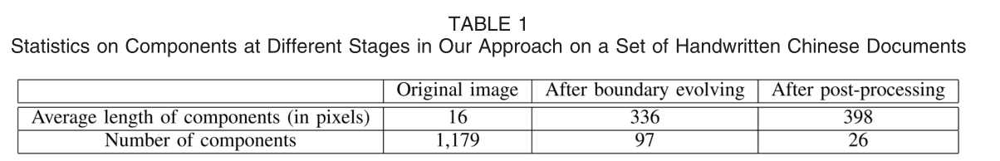 TABLE 1
Statistics on Components at Different Stages in Our Approach on a Set of Handwritten Chinese Documents
Original image After boundary evolving After post-processing
Average length of components (in pixels) 16 336 398
Number of components 1,179 97 26